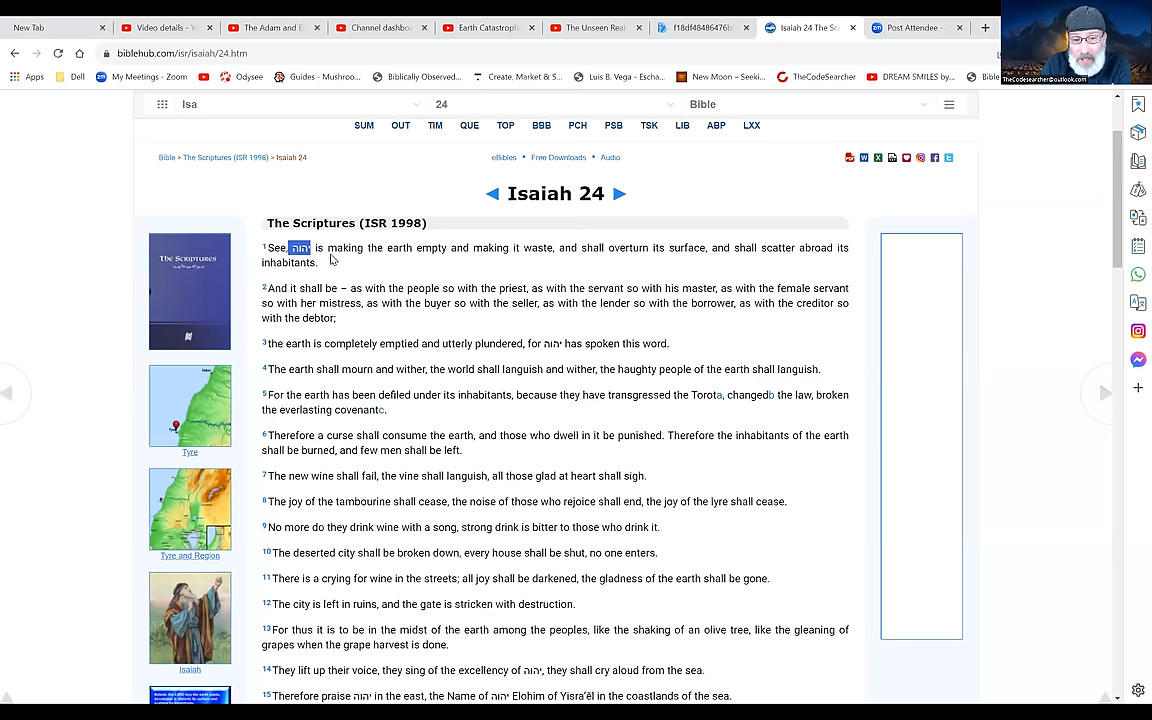 New Tab
Video details - Yo
The Adam and E
Channel dashbo
Earth Catastroph
The Unseen Real
f18df48486476b
Isaiah 24 The Scr
Post Attendee -
biblehub.com/isr/isaiah/24.htm
Apps
Dell
My Meetings - Zoom
Odysee
Guides - Mushroo...
Biblically Observed...
Create, Market & S...
Luis B. Vega - Escha...
New Moon – Seeki...
TheCodeSearcher
DREAM SMILES by...
Bible
TheCodesearcher@outlook.com
Isa
24
Bible
SUM OUT TIM QUE TOP BBB PCH PSB TSK LIB ABP LXX
Bible > The Scriptures (ISR 1998) > Isaiah 24
eBibles • Free Downloads • Audio
◄ Isaiah 24 ►
The Scriptures (ISR 1998)
1See, יהוה is making the earth empty and making it waste, and shall overturn its surface, and shall scatter abroad its
inhabitants.
2And it shall be – as with the people so with the priest, as with the servant so with his master, as with the female servant
so with her mistress, as with the buyer so with the seller, as with the lender so with the borrower, as with the creditor so
with the debtor;
3the earth is completely emptied and utterly plundered, for יהוה has spoken this word.
4The earth shall mourn and wither, the world shall languish and wither, the haughty people of the earth shall languish.
5For the earth has been defiled under its inhabitants, because they have transgressed the Torota, changedb the law, broken
the everlasting covenantc.
6Therefore a curse shall consume the earth, and those who dwell in it be punished. Therefore the inhabitants of the earth
shall be burned, and few men shall be left.
7The new wine shall fail, the vine shall languish, all those glad at heart shall sigh.
8The joy of the tambourine shall cease, the noise of those who rejoice shall end, the joy of the lyre shall cease.
9No more do they drink wine with a song, strong drink is bitter to those who drink it.
10The deserted city shall be broken down, every house shall be shut, no one enters.
11There is a crying for wine in the streets; all joy shall be darkened, the gladness of the earth shall be gone.
12The city is left in ruins, and the gate is stricken with destruction.
13For thus it is to be in the midst of the earth among the peoples, like the shaking of an olive tree, like the gleaning of
grapes when the grape harvest is done.
14They lift up their voice, they sing of the excellency of יהוה, they shall cry aloud from the sea.
15Therefore praise יהוה in the east, the Name of יהוה Elohim of Yisra'ĕl in the coastlands of the sea.
The Scriptures
Tyre
Tyre and Region
Isaiah